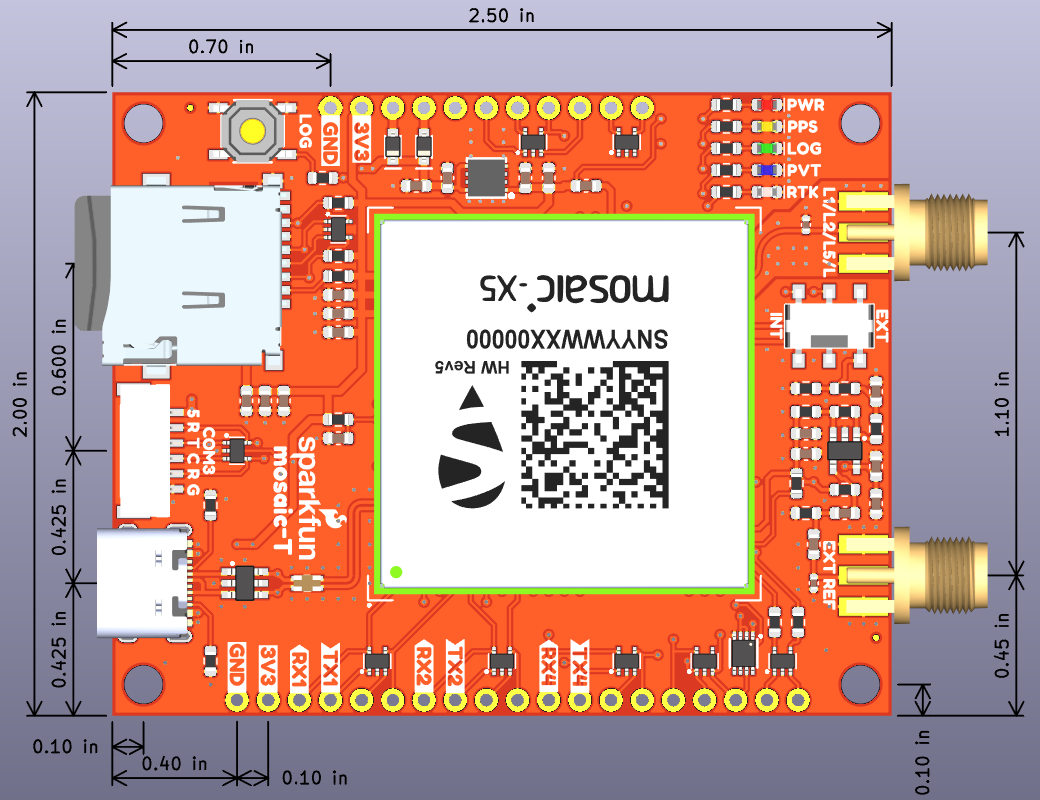 2.50 in
0.70 in
LOG
GND
3V3
PWR
PPS
LOG
PVT
RTK
L1/L2/L5/L
mosaic-X5
SNYYWWXX00000
HW Rev5
INT
EXT
2.00 in
0.600 in
1.10 in
5
R
T
C
R
G
COM3
sparkfun
mosaic-T
EXT REF
0.425 in
0.425 in
0.45 in
GND
3V3
RX1
TX1
RX2
TX2
RX4
TX4
0.10 in
0.40 in
0.10 in
0.10 in